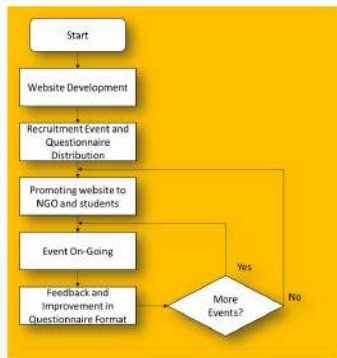 Start
Website Development
Recruitment Event and
Questionnaire
Distribution
Promoting website to
NGO and students
Event On-Going
Yes
Feedback and
Improvement in
Questionnaire Format
More
Events?
No